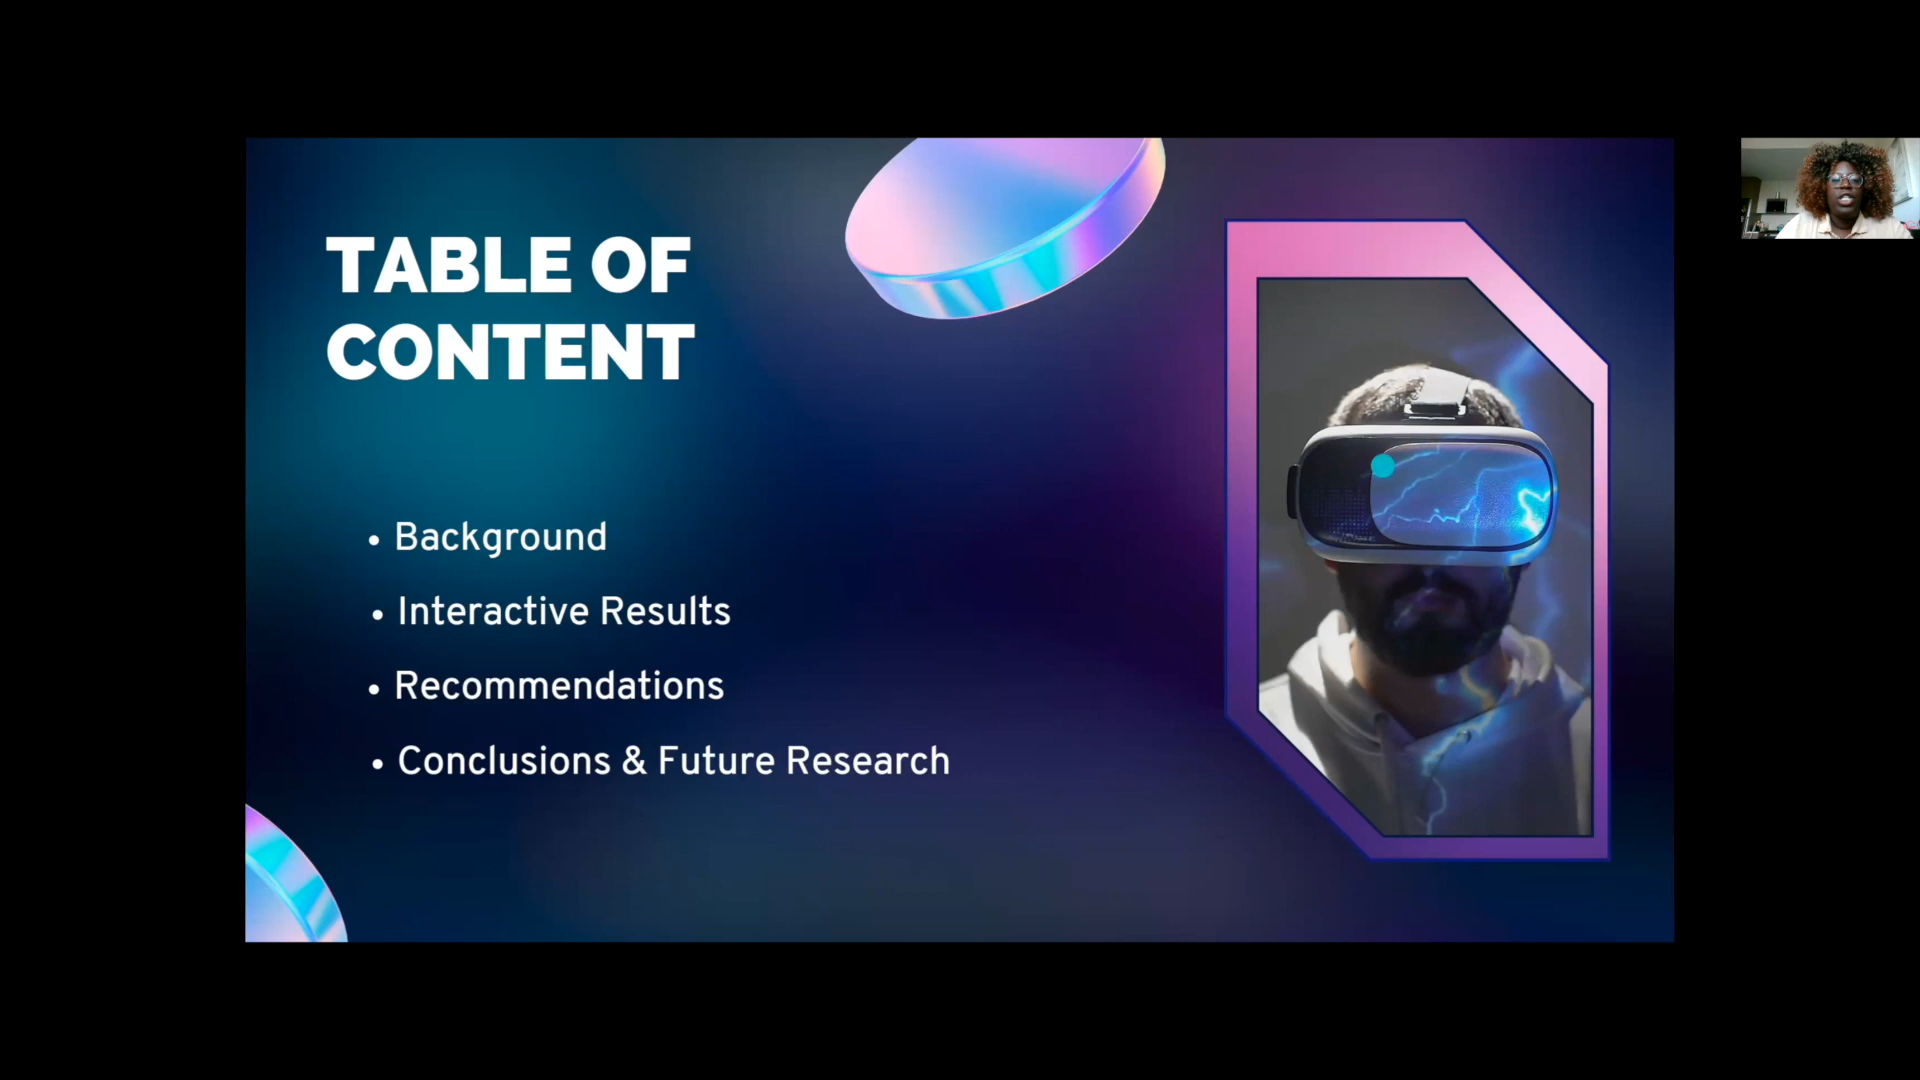 TABLE OF
CONTENT
• Background
• Interactive Results
• Recommendations
• Conclusions & Future Research